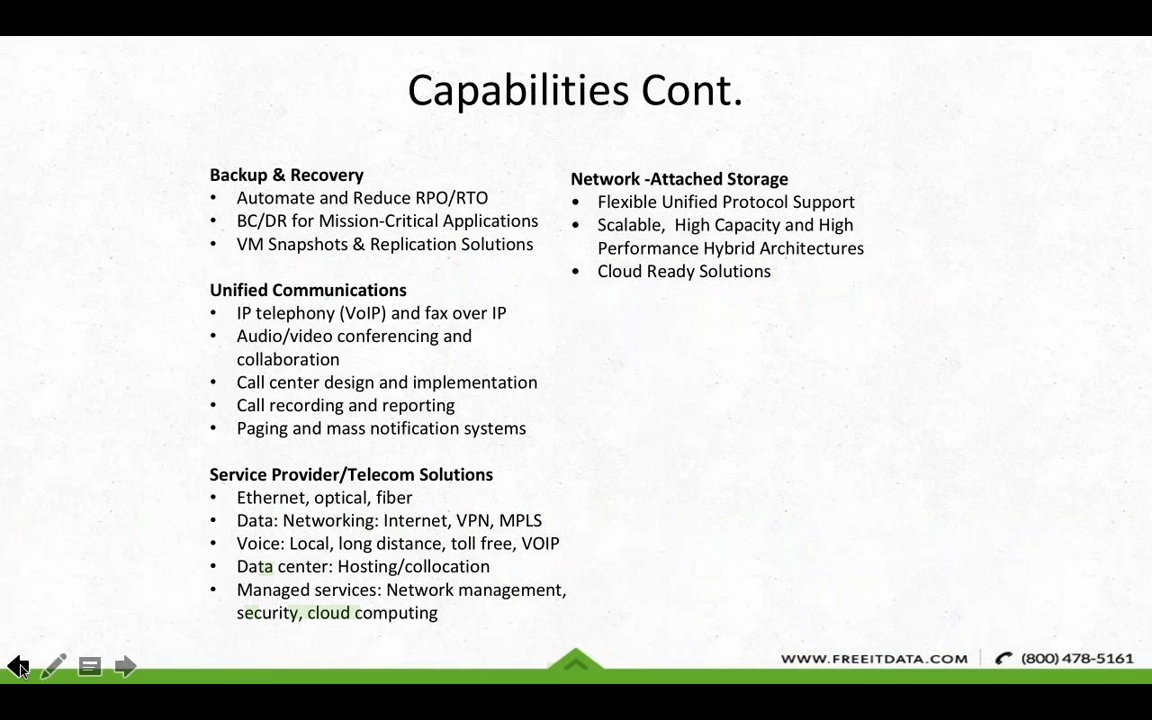 Capabilities Cont.
Backup & Recovery
• Automate and Reduce RPO/RTO
• BC/DR for Mission-Critical Applications
• VM Snapshots & Replication Solutions
Unified Communications
• IP telephony (VoIP) and fax over IP
• Audio/video conferencing and
collaboration
• Call center design and implementation
• Call recording and reporting
• Paging and mass notification systems
Service Provider/Telecom Solutions
• Ethernet, optical, fiber
• Data: Networking: Internet, VPN, MPLS
• Voice: Local, long distance, toll free, VOIP
• Data center: Hosting/collocation
• Managed services: Network management,
security, cloud computing
Network -Attached Storage
• Flexible Unified Protocol Support
• Scalable,  High Capacity and High
Performance Hybrid Architectures
• Cloud Ready Solutions
WWW.FREEITDATA.COM
(800) 478-5161